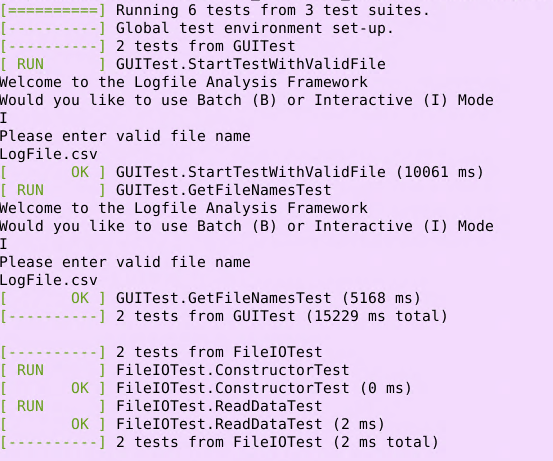 [==========] Running 6 tests from 3 test suites.
[----------] Global test environment set-up.
[----------] 2 tests from GUITest
[ RUN      ] GUITest.StartTestWithValidFile
Welcome to the Logfile Analysis Framework
Would you like to use Batch (B) or Interactive (I) Mode
I
Please enter valid file name
LogFile.csv
[       OK ] GUITest.StartTestWithValidFile (10061 ms)
[ RUN      ] GUITest.GetFileNamesTest
Welcome to the Logfile Analysis Framework
Would you like to use Batch (B) or Interactive (I) Mode
I
Please enter valid file name
LogFile.csv
[       OK ] GUITest.GetFileNamesTest (5168 ms)
[----------] 2 tests from GUITest (15229 ms total)

[----------] 2 tests from FileIOTest
[ RUN      ] FileIOTest.ConstructorTest
[       OK ] FileIOTest.ConstructorTest (0 ms)
[ RUN      ] FileIOTest.ReadDataTest
[       OK ] FileIOTest.ReadDataTest (2 ms)
[----------] 2 tests from FileIOTest (2 ms total)